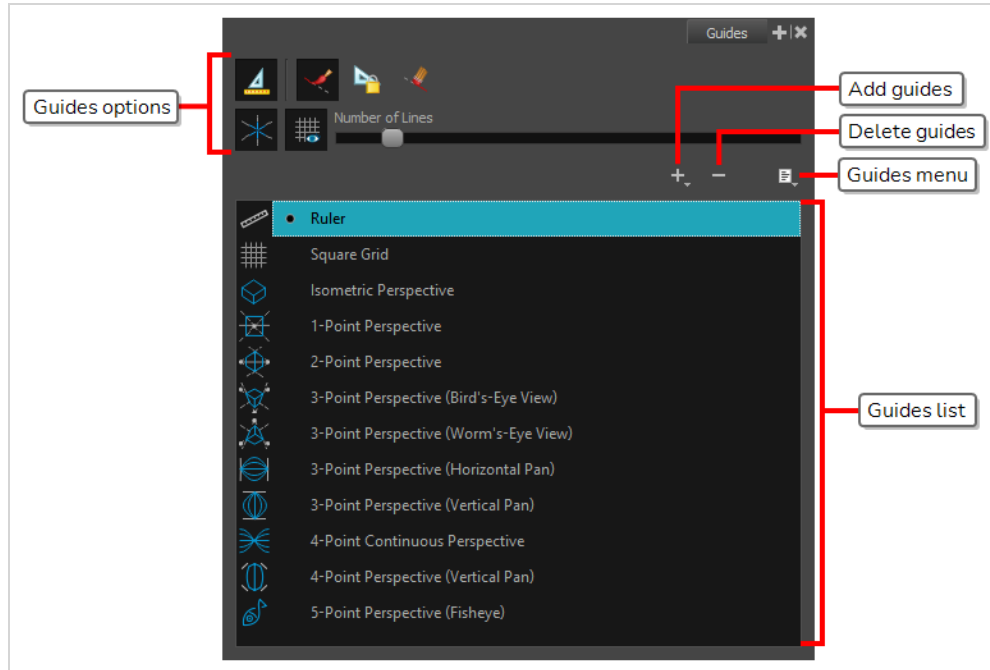 Guides
Guides options
Number of Lines
Add guides
Delete guides
Guides menu
Ruler
Square Grid
Isometric Perspective
1-Point Perspective
2-Point Perspective
3-Point Perspective (Bird's-Eye View)
3-Point Perspective (Worm's-Eye View)
3-Point Perspective (Horizontal Pan)
3-Point Perspective (Vertical Pan)
4-Point Continuous Perspective
4-Point Perspective (Vertical Pan)
5-Point Perspective (Fisheye)
Guides list